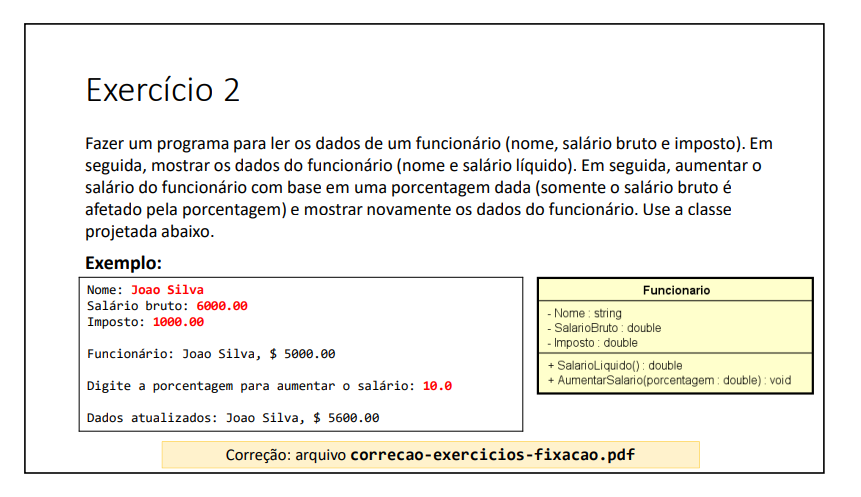 Exercício 2
Fazer um programa para ler os dados de um funcionário (nome, salário bruto e imposto). Em
seguida, mostrar os dados do funcionário (nome e salário líquido). Em seguida, aumentar o
salário do funcionário com base em uma porcentagem dada (somente o salário bruto é
afetado pela porcentagem) e mostrar novamente os dados do funcionário. Use a classe
projetada abaixo.
Exemplo:
Nome: Joao Silva
Salário bruto: 6000.00
Imposto: 1000.00
Funcionário: Joao Silva, $ 5000.00
Digite a porcentagem para aumentar o salário: 10.0
Dados atualizados: Joao Silva, $ 5600.00
Funcionario
- Nome : string
- SalarioBruto : double
- Imposto : double
+ SalarioLiquido() : double
+ AumentarSalario(porcentagem : double) : void
Correção: arquivo correcao-exercicios-fixacao.pdf